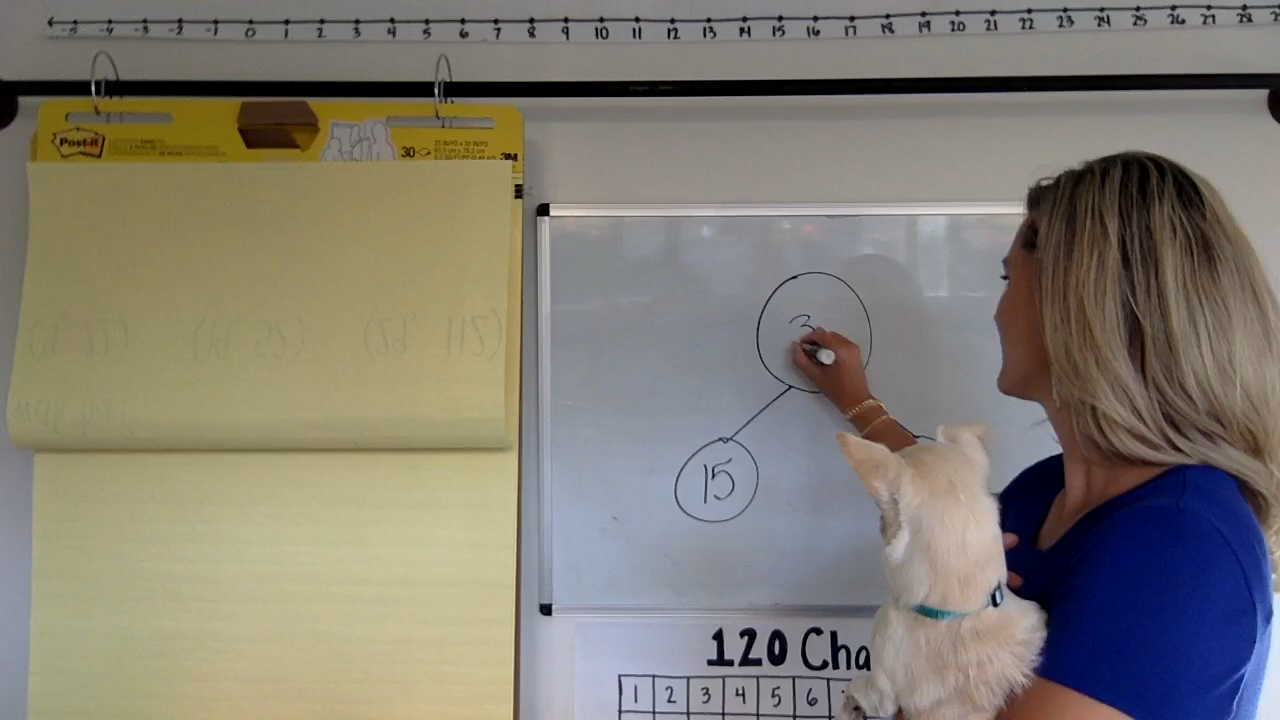 -5 -4 -3 -2 -1 0 1 2 3 4 5 6 7 8 9 10 11 12 13 14 15 16 17 18 19 20 21 22 23 24 25 26 27 28
Post-it
30
3M
3
15
120 Cha
1 2 3 4 5 6